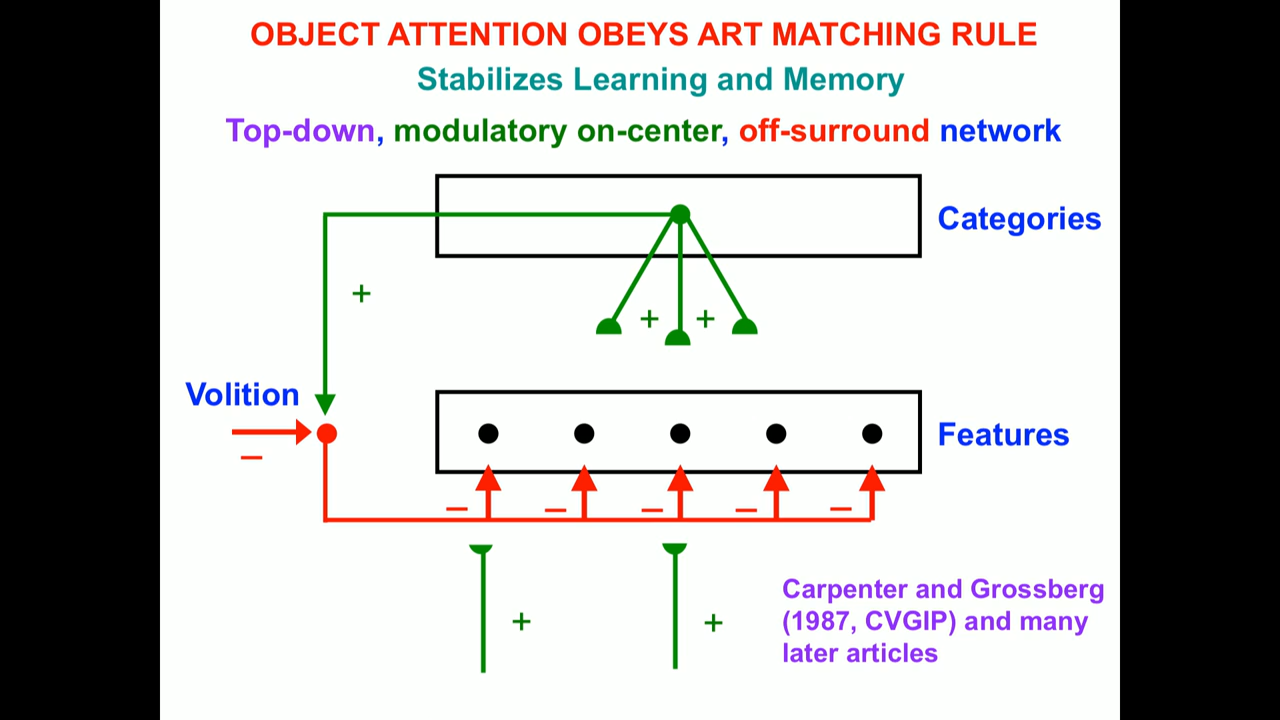 OBJECT ATTENTION OBEYS ART MATCHING RULE
Stabilizes Learning and Memory
Top-down, modulatory on-center, off-surround network
Categories
+
+ +
Volition
Features
–
– – – – –
+ +
Carpenter and Grossberg
(1987, CVGIP) and many
later articles